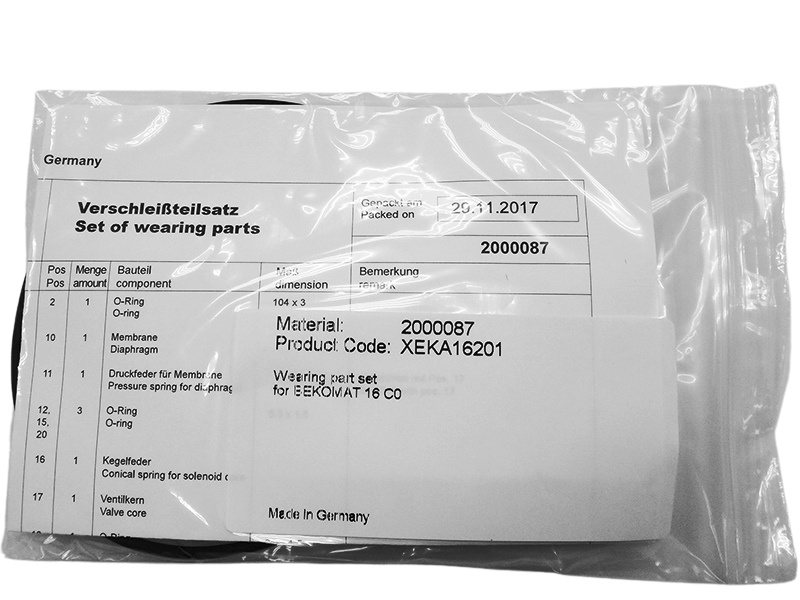 Germany
Verschleißteilsatz
Set of wearing parts
Gepackt am
Packed on
29.11.2017
2000087
Pos Menge Bauteil Maß Bemerkung
Pos amount component dimension remark
2 1 O-Ring 104 x 3
O-ring
10 1 Membrane
Diaphragm
11 1 Druckfeder für Membrane
Pressure spring for diaphrag
12, 3 O-Ring
15, O-ring
20
16 1 Kegelfeder
Conical spring for solenoid
17 1 Ventilkern
Valve core
1 O-Ring
Material: 2000087
Product Code: XEKA16201
Wearing part set
for BEKOMAT 16 C0
Made In Germany